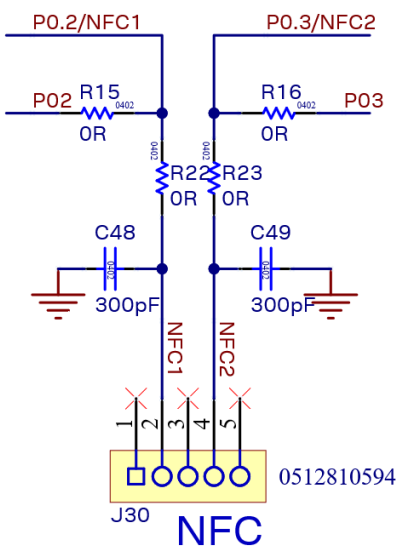 P0.2/NFC1 P0.3/NFC2
R15 R16
P02 0402 0402 P03
0R 0R
0402 0402
R22 R23
0R 0R
C48 C49
0402 0402
300pF 300pF
NFC1 NFC2
1 2 3 4 5
0512810594
J30
NFC